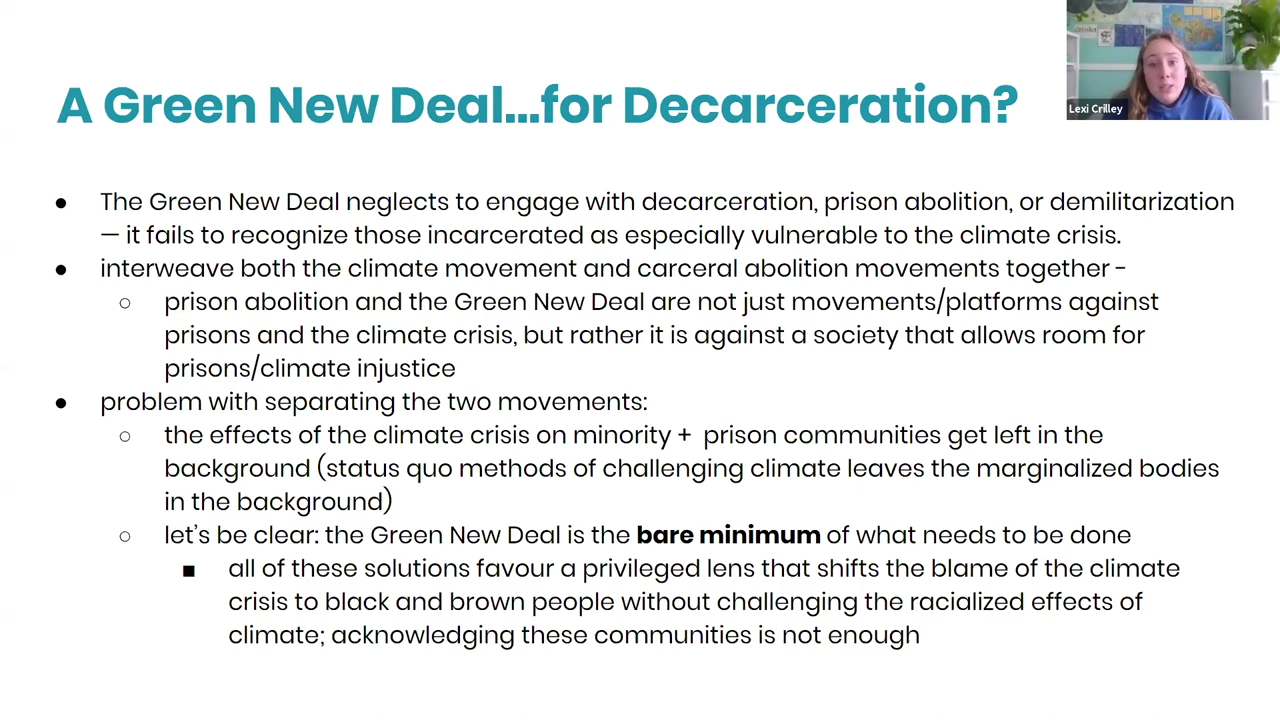 A Green New Deal...for Decarceration?
Lexi Crilley
● The Green New Deal neglects to engage with decarceration, prison abolition, or demilitarization
— it fails to recognize those incarcerated as especially vulnerable to the climate crisis.
● interweave both the climate movement and carceral abolition movements together -
○ prison abolition and the Green New Deal are not just movements/platforms against
prisons and the climate crisis, but rather it is against a society that allows room for
prisons/climate injustice
● problem with separating the two movements:
○ the effects of the climate crisis on minority + prison communities get left in the
background (status quo methods of challenging climate leaves the marginalized bodies
in the background)
○ let's be clear: the Green New Deal is the bare minimum of what needs to be done
■ all of these solutions favour a privileged lens that shifts the blame of the climate
crisis to black and brown people without challenging the racialized effects of
climate; acknowledging these communities is not enough